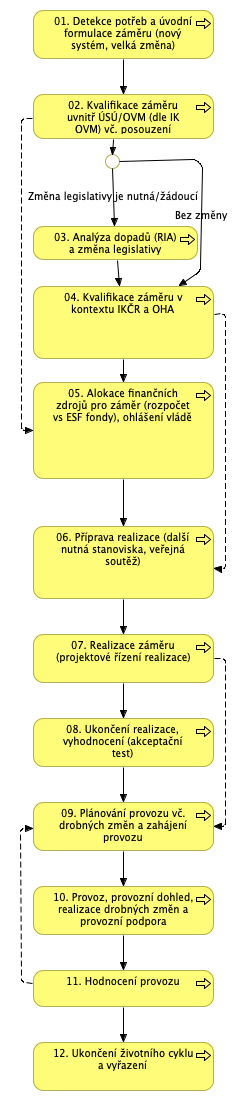 01. Detekce potřeb a úvodní
formulace záměru (nový
systém, velká změna)
02. Kvalifikace záměru
uvnitř ÚSÚ/OVM (dle IK
OVM) vč. posouzení
Změna legislativy je nutná/žádoucí
Bez změny
03. Analýza dopadů (RIA)
a změna legislativy
04. Kvalifikace záměru v
kontextu IKČR a OHA
05. Alokace finančních
zdrojů pro záměr (rozpočet
vs ESF fondy), ohlášení vládě
06. Příprava realizace (další
nutná stanoviska, veřejná
soutěž)
07. Realizace záměru
(projektové řízení realizace)
08. Ukončení realizace,
vyhodnocení (akceptační
test)
09. Plánování provozu vč.
drobných změn a zahájení
provozu
10. Provoz, provozní dohled,
realizace drobných změn a
provozní podpora
11. Hodnocení provozu
12. Ukončení životního cyklu
a vyřazení